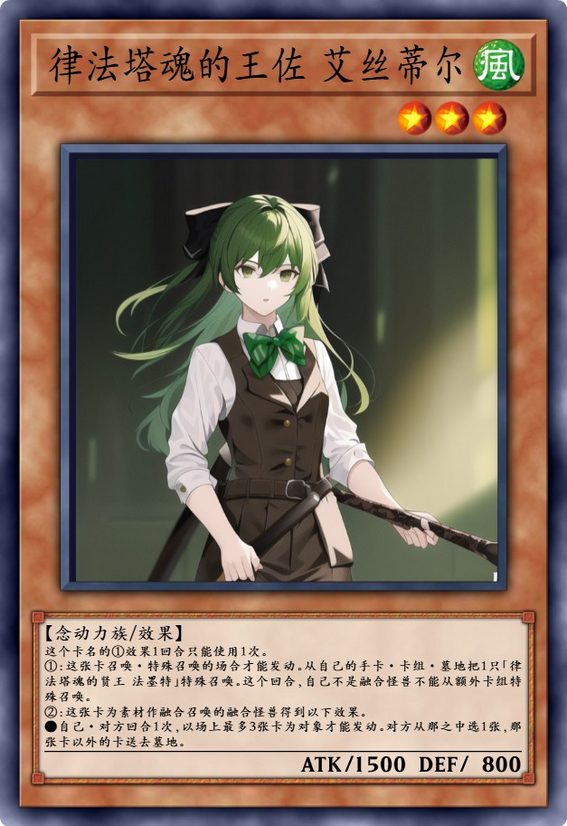 律法塔魂的王佐 艾丝蒂尔
風
【念动力族/效果】
这个卡名的①效果1回合只能使用1次。
①:这张卡召唤·特殊召唤的场合才能发动。从自己的手卡·卡组·墓地把1只「律
法塔魂的贤王 法墨特」特殊召唤。这个回合,自己不是融合怪兽不能从额外卡组特
殊召唤。
②:这张卡为素材作融合召唤的融合怪兽得到以下效果。
●自己·对方回合1次,以场上最多3张卡为对象才能发动。对方从那之中选1张,那
张卡以外的卡送去墓地。
ATK/1500 DEF/ 800